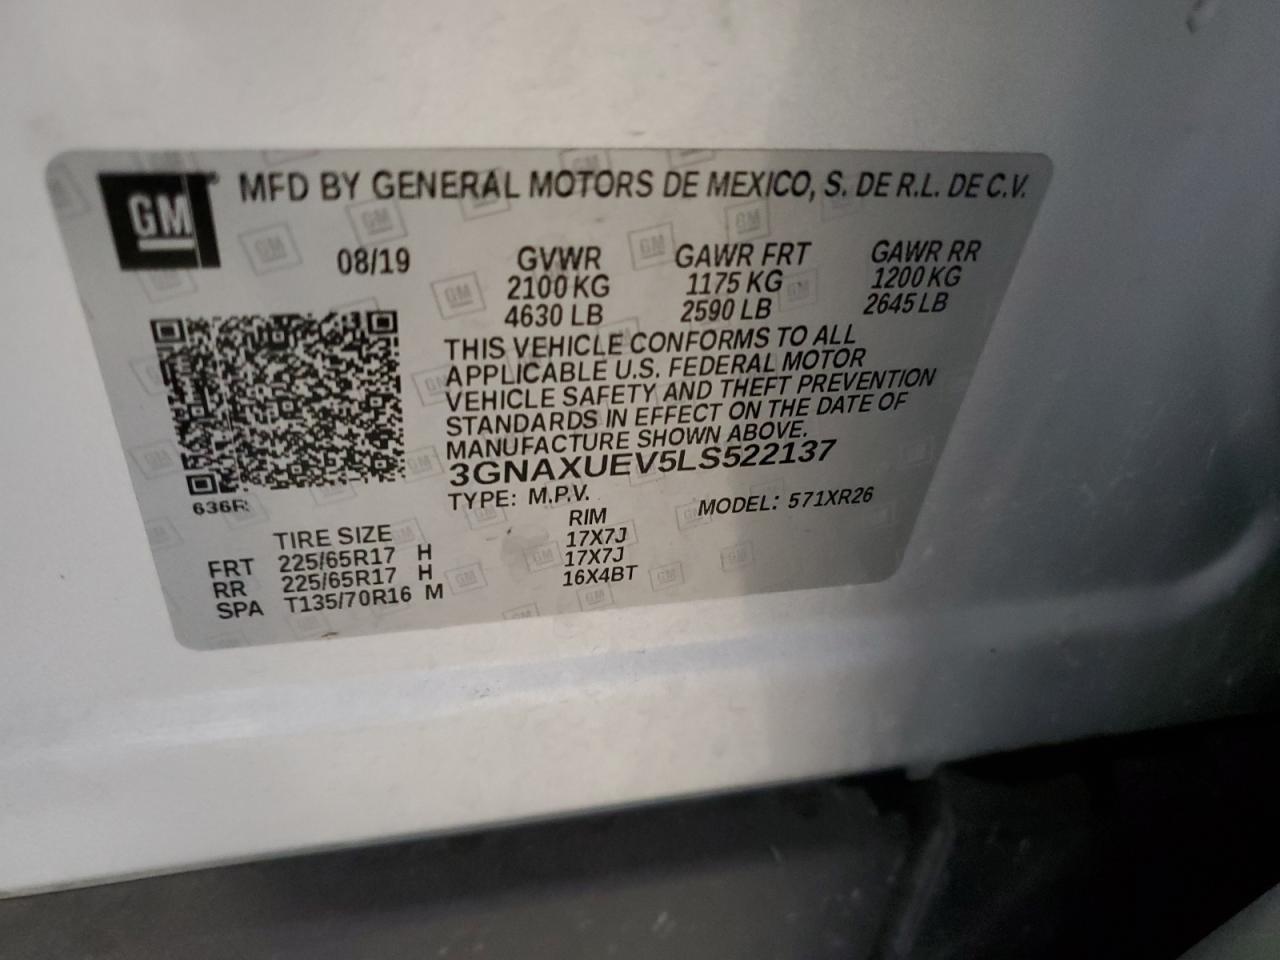 GM
MFD BY GENERAL MOTORS DE MEXICO, S. DE R.L. DE C.V.
08/19 GVWR GAWR FRT GAWR RR
2100 KG 1175 KG 1200 KG
4630 LB 2590 LB 2645 LB
THIS VEHICLE CONFORMS TO ALL
APPLICABLE U.S. FEDERAL MOTOR
VEHICLE SAFETY AND THEFT PREVENTION
STANDARDS IN EFFECT ON THE DATE OF
MANUFACTURE SHOWN ABOVE.
3GNAXUEV5LS522137
636R:
TYPE: M.P.V. MODEL: 571XR26
TIRE SIZE RIM
FRT 225/65R17 H 17X7J
RR 225/65R17 H 17X7J
SPA T135/70R16 M 16X4BT